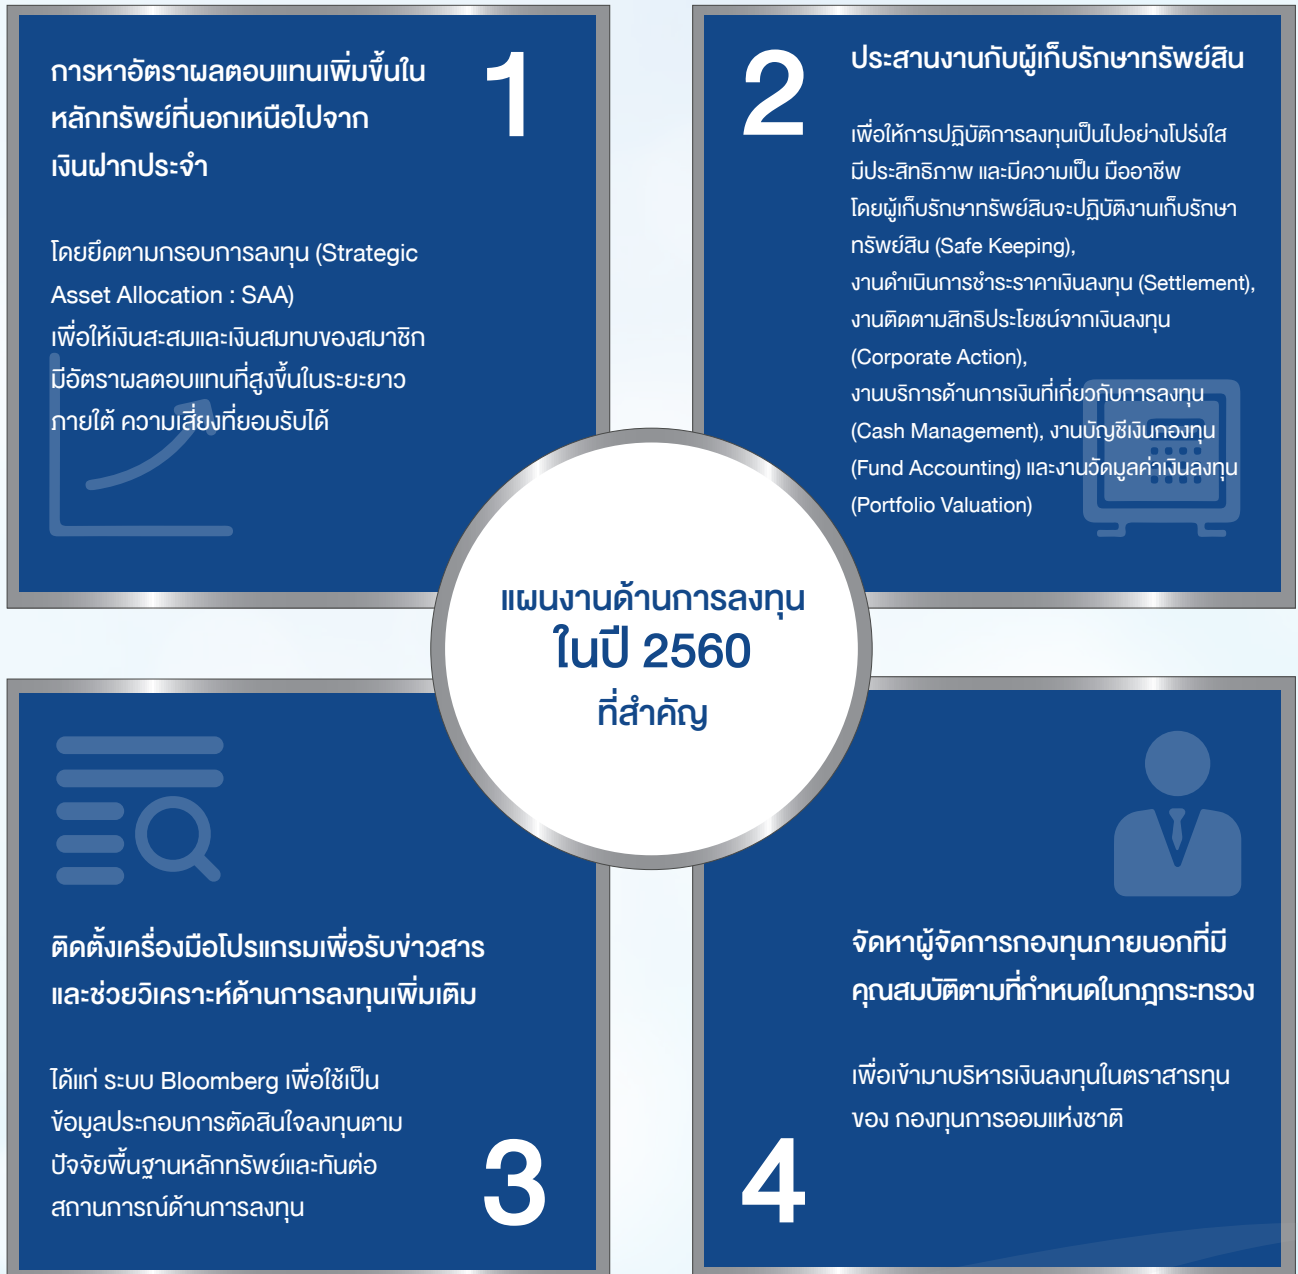 1
การหาอัตราผลตอบแทนเพิ่มขึ้นใน
หลักทรัพย์ที่นอกเหนือไปจาก
เงินฝากประจำ
โดยยึดตามกรอบการลงทุน (Strategic
Asset Allocation : SAA)
เพื่อให้เงินสะสมและเงินสมทบของสมาชิก
มีอัตราผลตอบแทนที่สูงขึ้นในระยะยาว
ภายใต้ ความเสี่ยงที่ยอมรับได้
2
ประสานงานกับผู้เก็บรักษาทรัพย์สิน
เพื่อให้การปฏิบัติการลงทุนเป็นไปอย่างโปร่งใส
มีประสิทธิภาพ และมีความเป็น มืออาชีพ
โดยผู้เก็บรักษาทรัพย์สินจะปฏิบัติงานเก็บรักษา
ทรัพย์สิน (Safe Keeping),
งานดำเนินการชำระราคาเงินลงทุน (Settlement),
งานติดตามสิทธิประโยชน์จากเงินลงทุน
(Corporate Action),
งานบริการด้านการเงินที่เกี่ยวกับการลงทุน
(Cash Management), งานบัญชีเงินกองทุน
(Fund Accounting) และงานวัดมูลค่าเงินลงทุน
(Portfolio Valuation)
แผนงานด้านการลงทุน
ในปี 2560
ที่สำคัญ
ติดตั้งเครื่องมือโปรแกรมเพื่อรับข่าวสาร
และช่วยวิเคราะห์ด้านการลงทุนเพิ่มเติม
ได้แก่ ระบบ Bloomberg เพื่อใช้เป็น
ข้อมูลประกอบการตัดสินใจลงทุนตาม
ปัจจัยพื้นฐานหลักทรัพย์และทันต่อ
สถานการณ์ด้านการลงทุน
3
จัดหาผู้จัดการกองทุนภายนอกที่มี
คุณสมบัติตามที่กำหนดในกฎกระทรวง
เพื่อเข้ามาบริหารเงินลงทุนในตราสารทุน
ของ กองทุนการออมแห่งชาติ
4